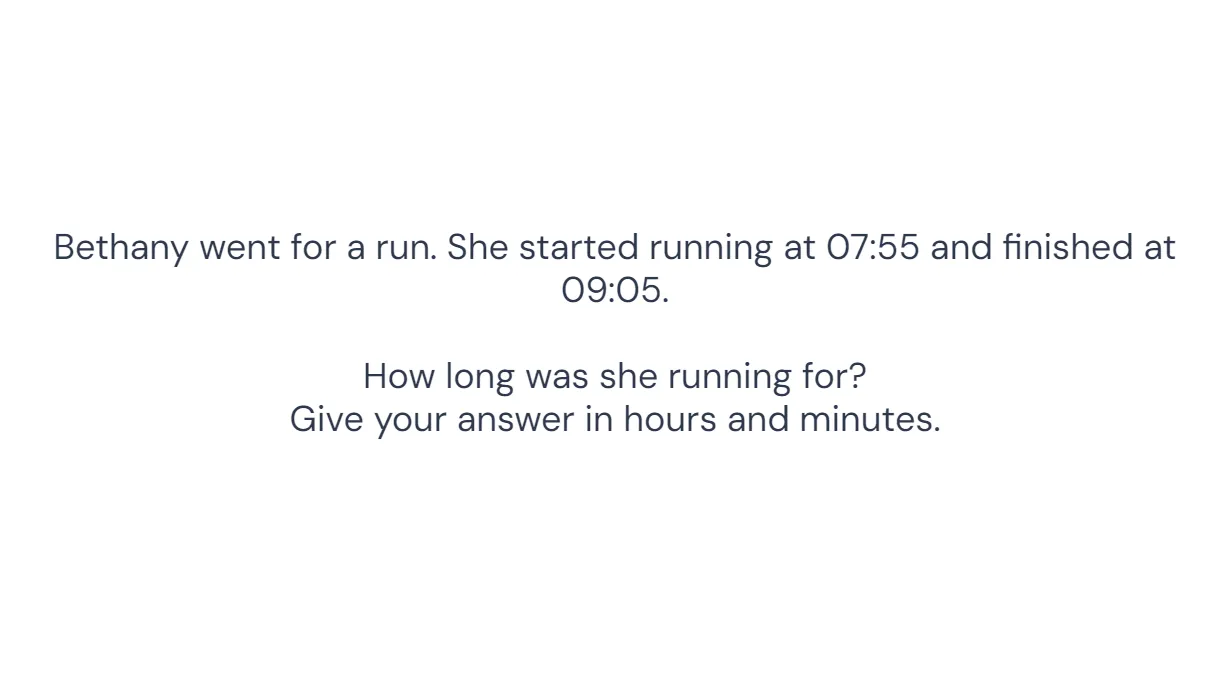 Bethany went for a run. She started running at 07:55 and finished at
09:05.
How long was she running for?
Give your answer in hours and minutes.